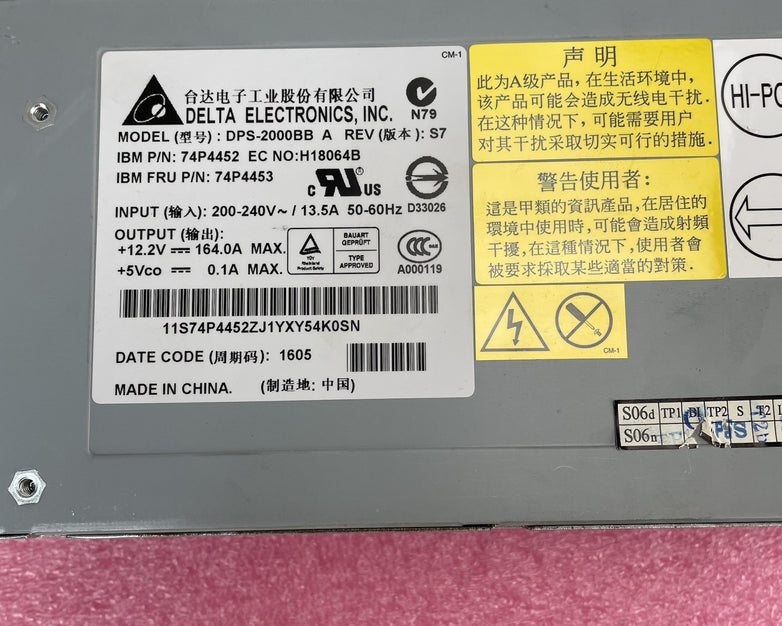 CM-1
台达电子工业股份有限公司
DELTA ELECTRONICS, INC.
N79
MODEL (型号): DPS-2000BB A REV (版本): S7
IBM P/N: 74P4452 EC NO:H18064B
IBM FRU P/N: 74P4453
c RU US
D33026
INPUT (输入): 200-240V~ / 13.5A 50-60Hz
OUTPUT (输出):
+12.2V ⎓ 164.0A MAX.
+5Vco ⎓ 0.1A MAX.
TÜV
Rheinland
Product Safety
BAUART
GEPRÜFT
TYPE
APPROVED
CCC
A000119
11S74P4452ZJ1YXY54K0SN
DATE CODE (周期码): 1605
MADE IN CHINA. (制造地: 中国)
声明
此为A级产品, 在生活环境中,
该产品可能会造成无线电干扰.
在这种情况下, 可能需要用户
对其干扰采取切实可行的措施.
警告使用者:
這是甲類的資訊產品, 在居住的
環境中使用時, 可能會造成射頻
干擾, 在這種情況下, 使用者會
被要求採取某些適當的對策.
CM-1
HI-PO
S06d TP1 DI TP2 S T2
S06n